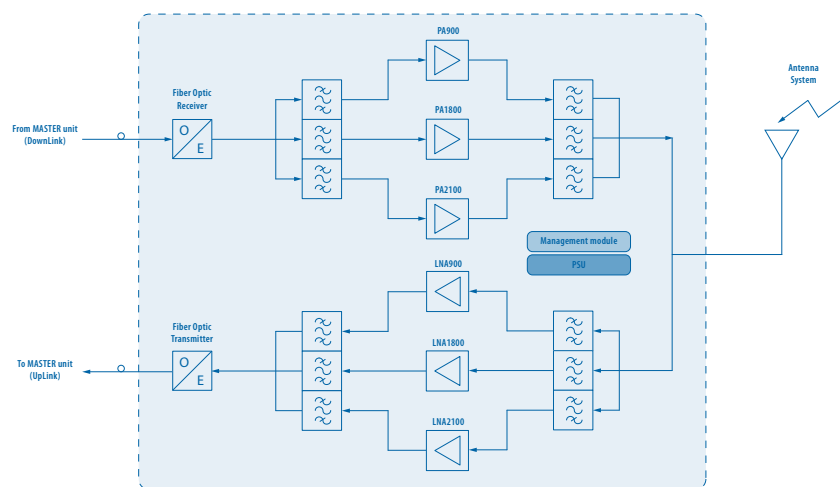 PA900
Antenna
System
Fiber Optic
Receiver
O
E
From MASTER unit
(DownLink)
PA1800
PA2100
Management module
PSU
LNA900
Fiber Optic
Transmitter
O
E
To MASTER unit
(UpLink)
LNA1800
LNA2100